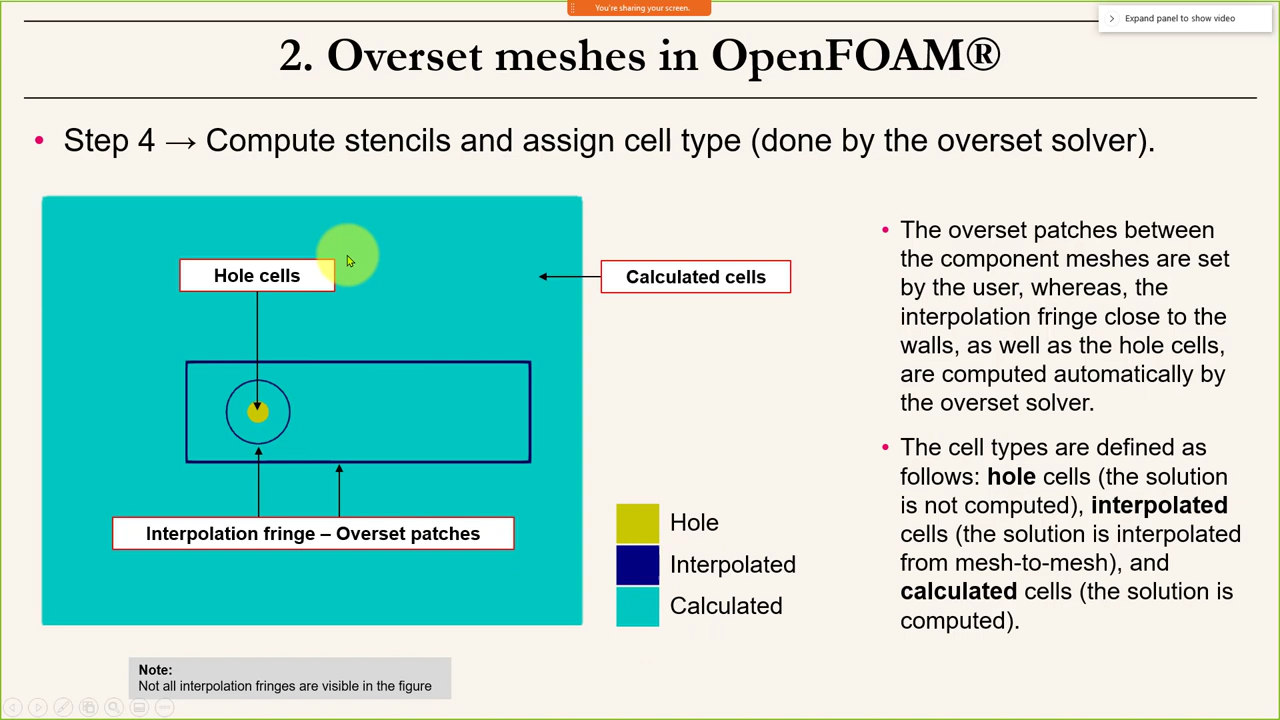 You're sharing your screen.
Expand panel to show video
2. Overset meshes in OpenFOAM®
• Step 4 → Compute stencils and assign cell type (done by the overset solver).
Hole cells
Calculated cells
Interpolation fringe – Overset patches
Hole
Interpolated
Calculated
• The overset patches between
the component meshes are set
by the user, whereas, the
interpolation fringe close to the
walls, as well as the hole cells,
are computed automatically by
the overset solver.
• The cell types are defined as
follows: hole cells (the solution
is not computed), interpolated
cells (the solution is interpolated
from mesh-to-mesh), and
calculated cells (the solution is
computed).
Note:
Not all interpolation fringes are visible in the figure